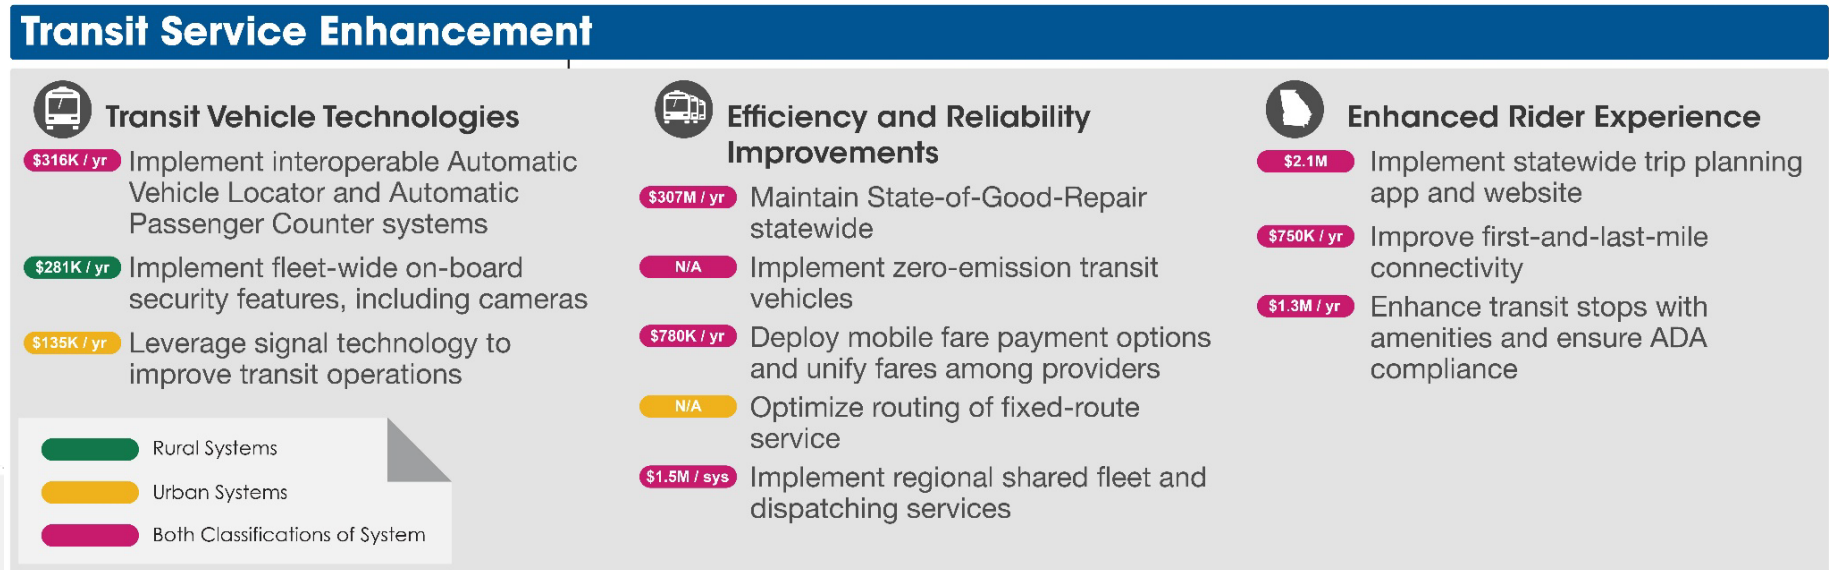 Transit Service Enhancement
Transit Vehicle Technologies
$316K / yr Implement interoperable Automatic
Vehicle Locator and Automatic
Passenger Counter systems
$281K / yr Implement fleet-wide on-board
security features, including cameras
$135K / yr Leverage signal technology to
improve transit operations
Rural Systems
Urban Systems
Both Classifications of System
Efficiency and Reliability
Improvements
$307M / yr Maintain State-of-Good-Repair
statewide
N/A Implement zero-emission transit
vehicles
$780K / yr Deploy mobile fare payment options
and unify fares among providers
N/A Optimize routing of fixed-route
service
$1.5M / sys Implement regional shared fleet and
dispatching services
Enhanced Rider Experience
$2.1M Implement statewide trip planning
app and website
$750K / yr Improve first-and-last-mile
connectivity
$1.3M / yr Enhance transit stops with
amenities and ensure ADA
compliance